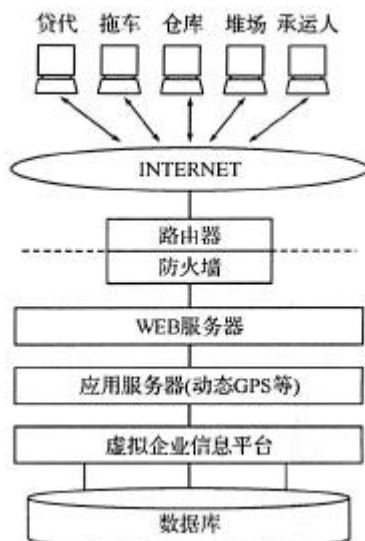 贷代 拖车 仓库 堆场 承运人
INTERNET
路由器
防火墙
WEB服务器
应用服务器(动态GPS等)
虚拟企业信息平台
数据库